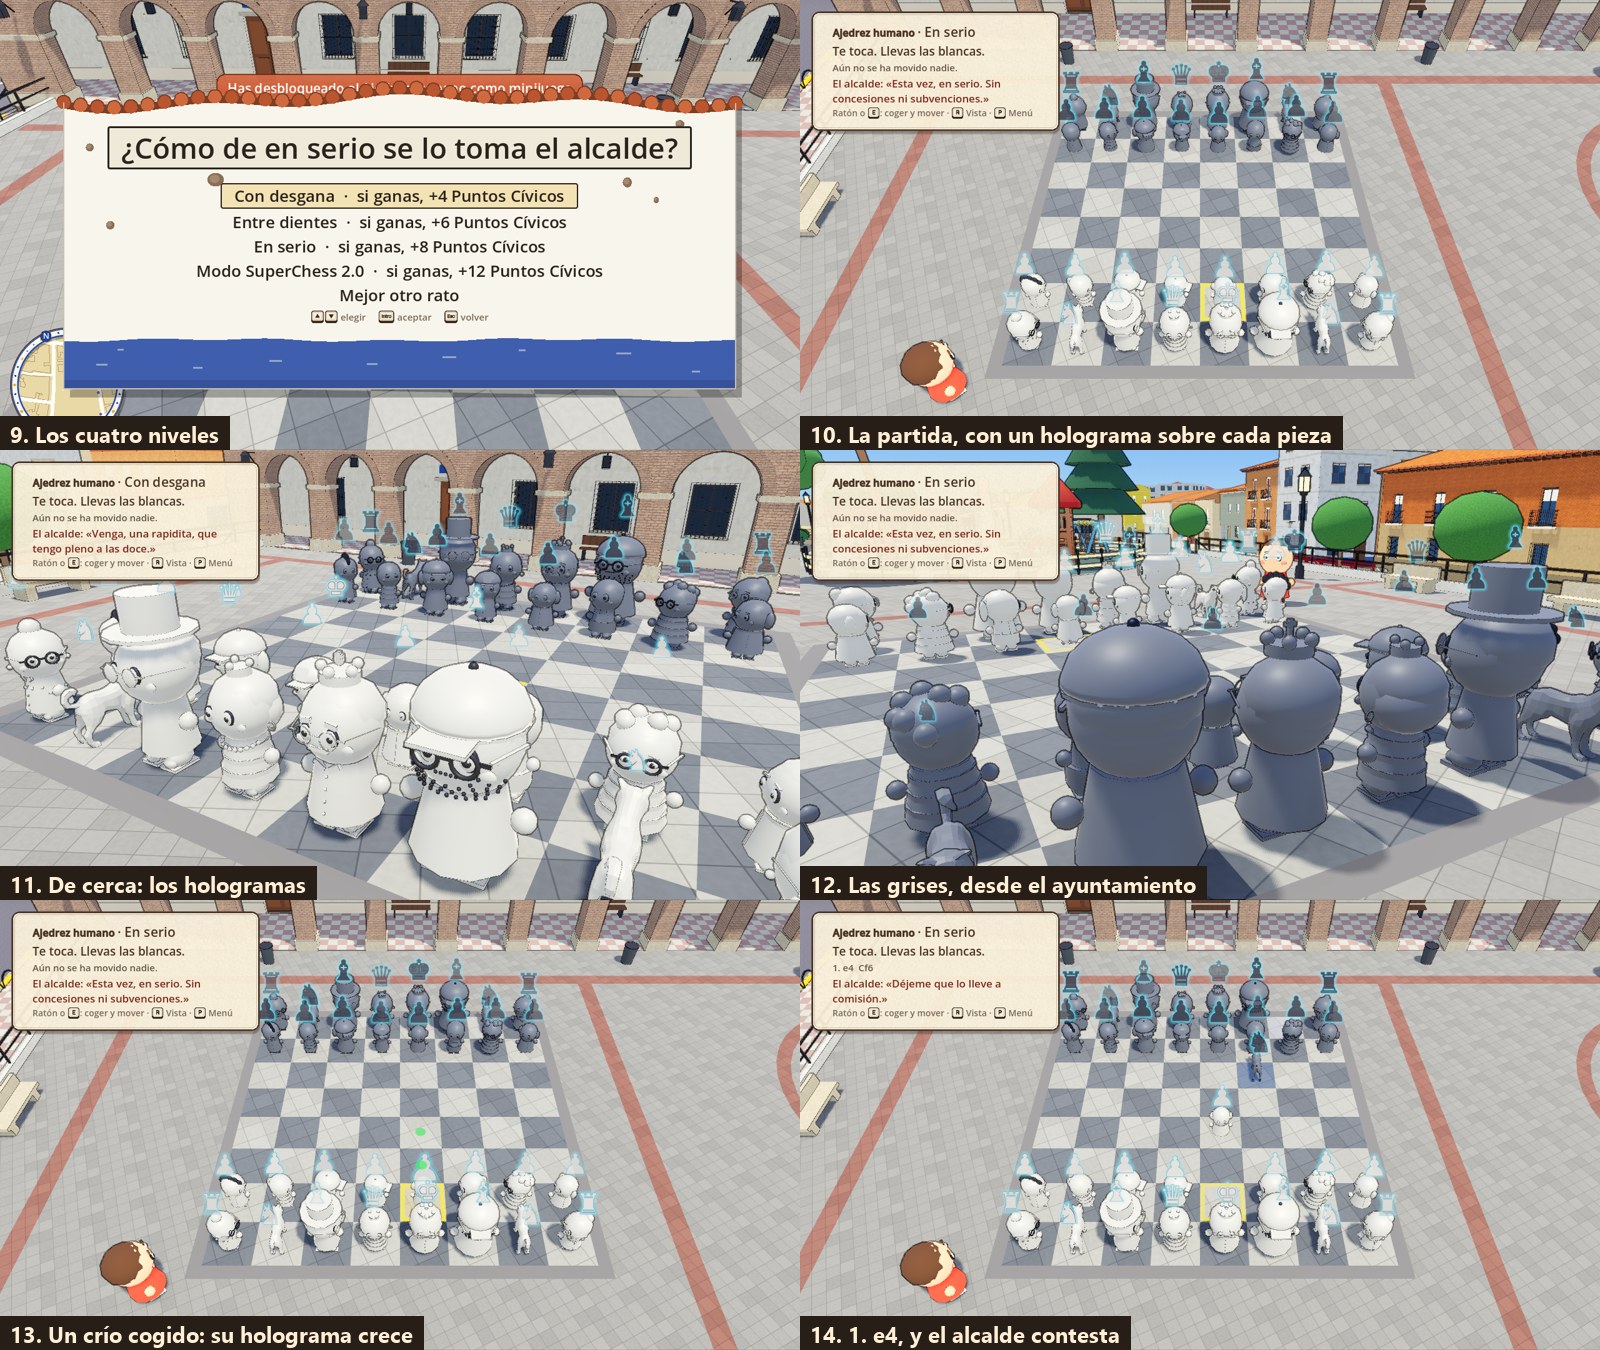 Has desbloqueado
como minijuego
¿Cómo de en serio se lo toma el alcalde?
Con desgana · si ganas, +4 Puntos Cívicos
Entre dientes · si ganas, +6 Puntos Cívicos
En serio · si ganas, +8 Puntos Cívicos
Modo SuperChess 2.0 · si ganas, +12 Puntos Cívicos
Mejor otro rato
elegir Intro aceptar Esc volver
N
9. Los cuatro niveles
Ajedrez humano · En serio
Te toca. Llevas las blancas.
Aún no se ha movido nadie.
El alcalde: «Esta vez, en serio. Sin
concesiones ni subvenciones.»
Ratón o E: coger y mover · R Vista · P Menú
10. La partida, con un holograma sobre cada pieza
Ajedrez humano · Con desgana
Te toca. Llevas las blancas.
Aún no se ha movido nadie.
El alcalde: «Venga, una rapidita, que
tengo pleno a las doce.»
Ratón o E: coger y mover · R Vista · P Menú
11. De cerca: los hologramas
Ajedrez humano · En serio
Te toca. Llevas las blancas.
Aún no se ha movido nadie.
El alcalde: «Esta vez, en serio. Sin
concesiones ni subvenciones.»
Ratón o E: coger y mover · R Vista · P Menú
12. Las grises, desde el ayuntamiento
Ajedrez humano · En serio
Te toca. Llevas las blancas.
Aún no se ha movido nadie.
El alcalde: «Esta vez, en serio. Sin
concesiones ni subvenciones.»
Ratón o E: coger y mover · R Vista · P Menú
13. Un crío cogido: su holograma crece
Ajedrez humano · En serio
Te toca. Llevas las blancas.
1. e4 Cf6
El alcalde: «Déjeme que lo lleve a
comisión.»
Ratón o E: coger y mover · R Vista · P Menú
14. 1. e4, y el alcalde contesta